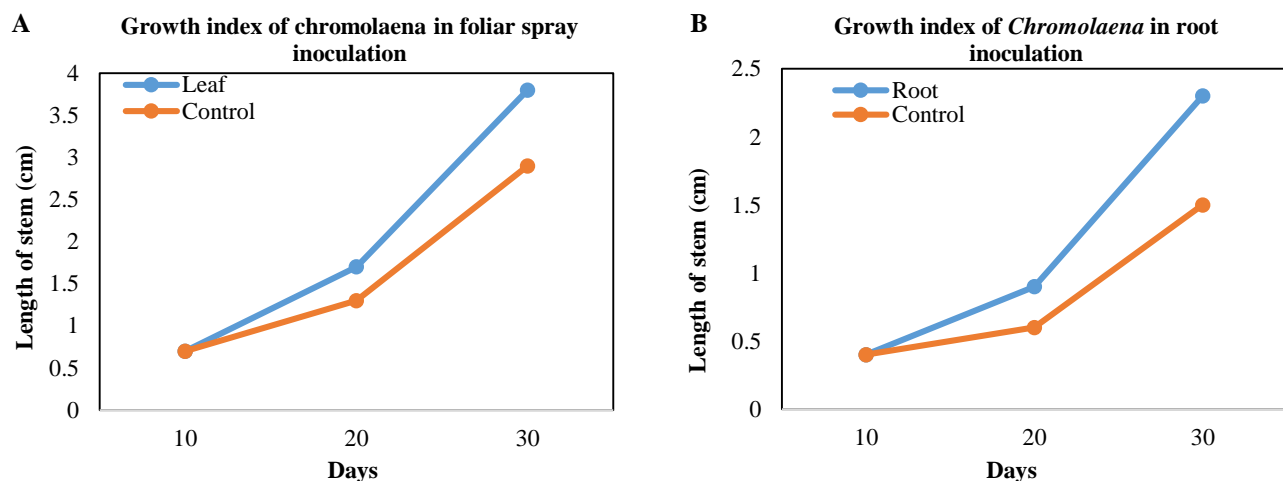 A
Growth index of chromolaena in foliar spray
inoculation
Leaf
Control
4
3.5
3
2.5
2
1.5
1
0.5
0
Length of stem (cm)
10 20 30
Days
B
Growth index of Chromolaena in root
inoculation
Root
Control
2.5
2
1.5
1
0.5
0
Length of stem (cm)
10 20 30
Days